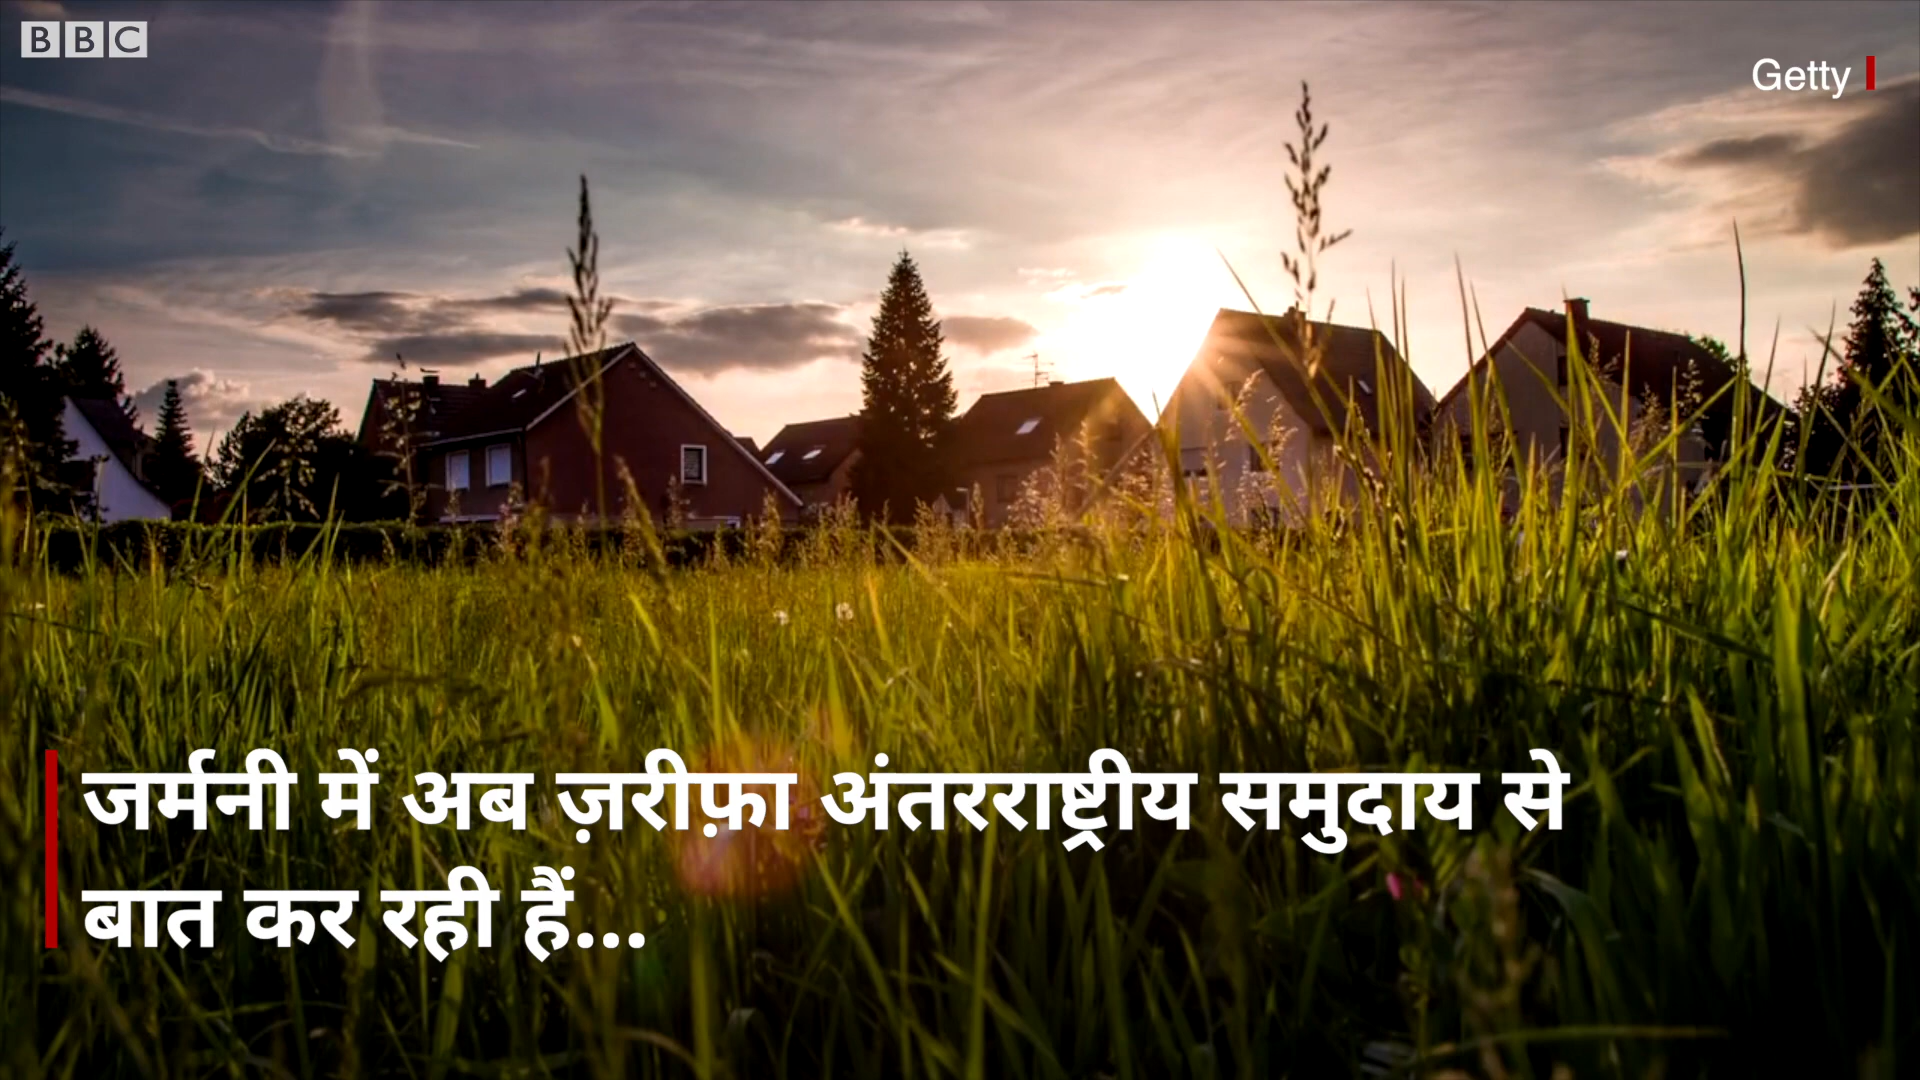 BBC
Getty
जर्मनी में अब ज़रीफ़ा अंतरराष्ट्रीय समुदाय से
बात कर रही हैं...